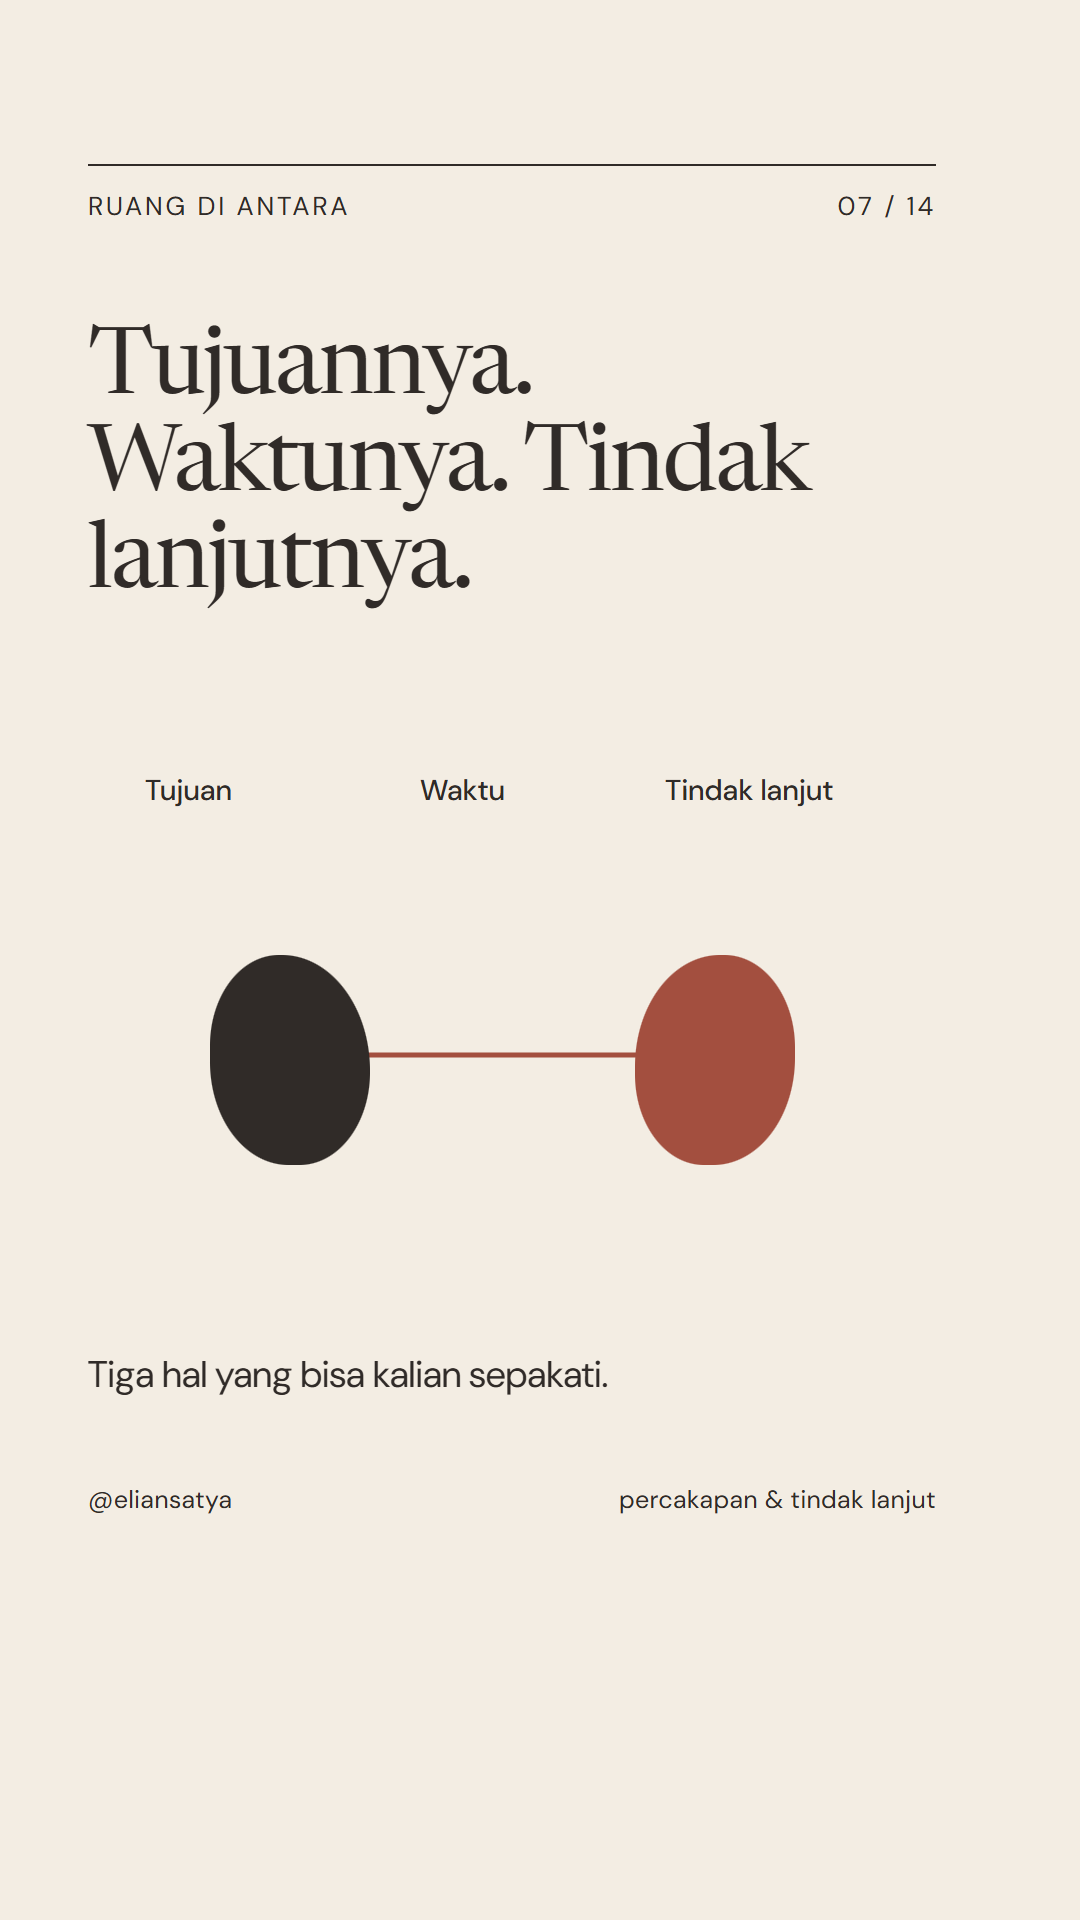 RUANG DI ANTARA
07 / 14
Tujuannya.
Waktunya. Tindak
lanjutnya.
Tujuan
Waktu
Tindak lanjut
Tiga hal yang bisa kalian sepakati.
@eliansatya
percakapan & tindak lanjut